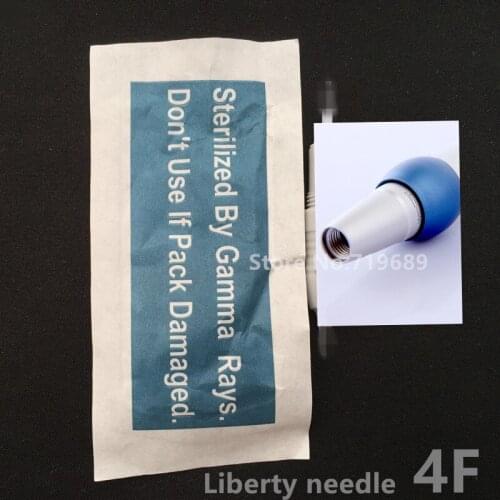 Sterilized By Gamma Rays.
Don't Use If Pack Damaged.
Store No:719689
Liberty needle 4F